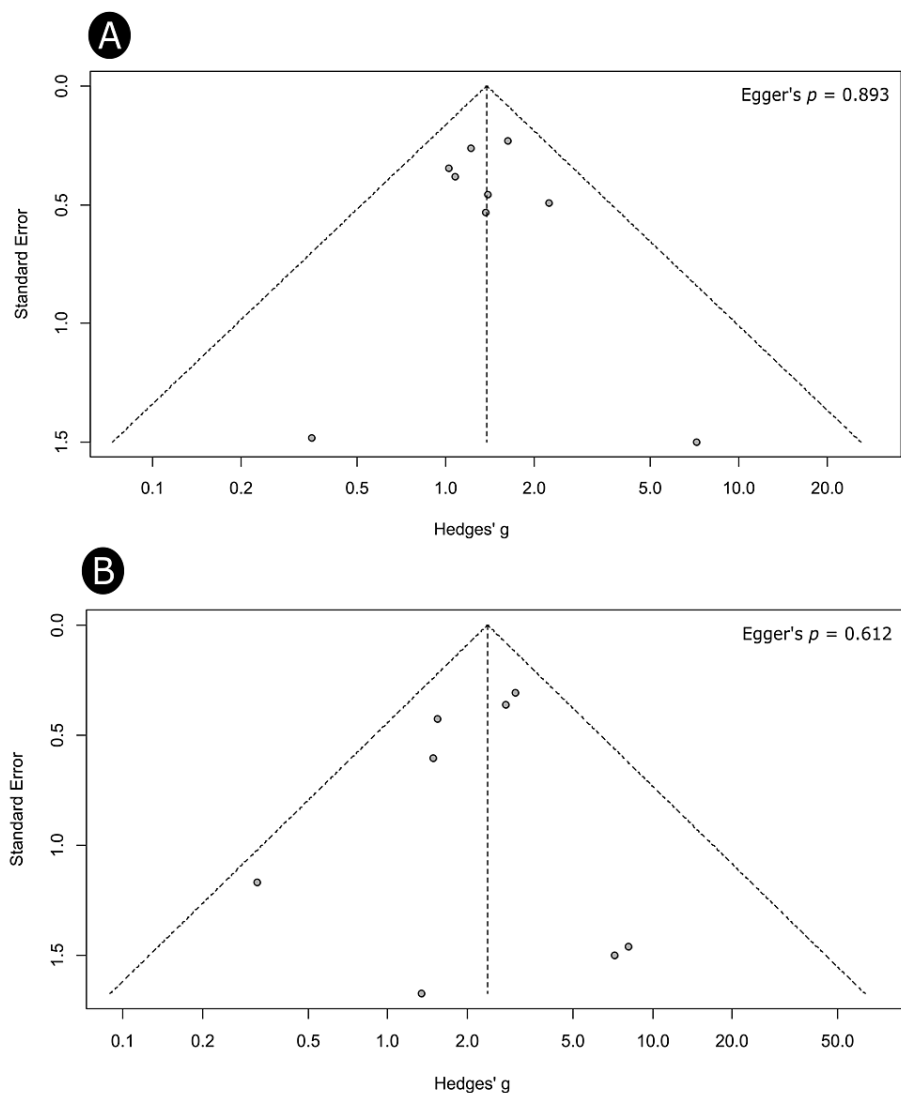 A
Egger's p = 0.893
Standard Error
0.0
0.5
1.0
1.5
0.1 0.2 0.5 1.0 2.0 5.0 10.0 20.0
Hedges' g
B
Egger's p = 0.612
Standard Error
0.0
0.5
1.0
1.5
0.1 0.2 0.5 1.0 2.0 5.0 10.0 20.0 50.0
Hedges' g